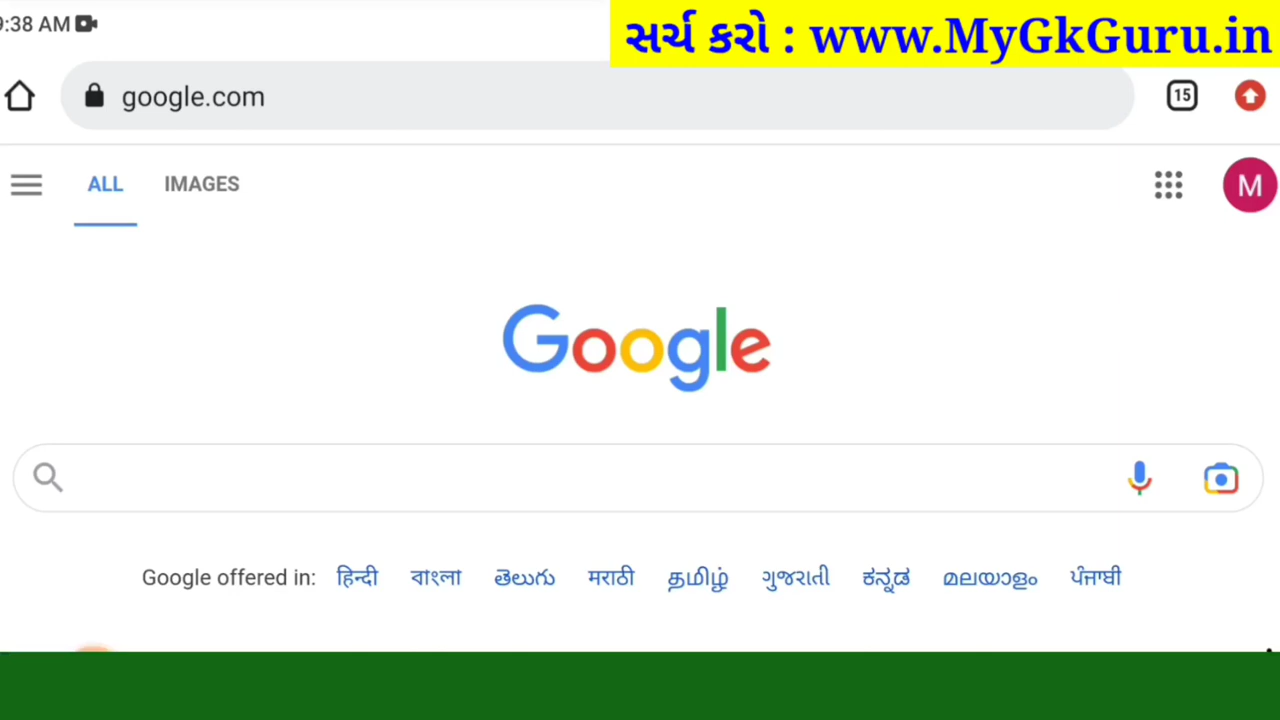 9:38 AM
સર્ચ કરો : www.MyGkGuru.in
google.com
15
ALL IMAGES
M
Google
Google offered in: हिन्दी বাংলা తెలుగు मराठी தமிழ் ગુજરાતી ಕನ್ನಡ മലയാളം ਪੰਜਾਬੀ